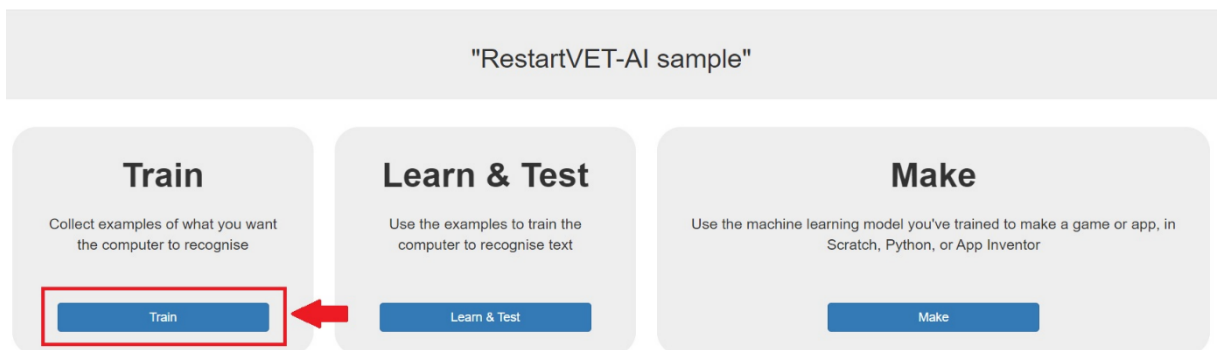 "RestartVET-AI sample"
Train
Collect examples of what you want
the computer to recognise
Train
Learn & Test
Use the examples to train the
computer to recognise text
Learn & Test
Make
Use the machine learning model you've trained to make a game or app, in
Scratch, Python, or App Inventor
Make